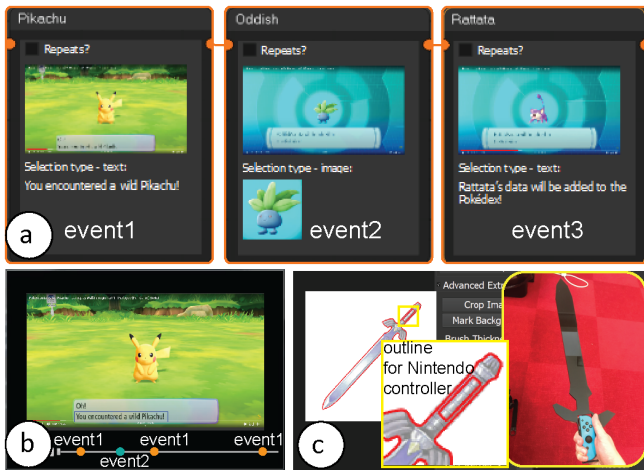 Pikachu
Repeats?
Selection type - text:
You encountered a wild Pikachu!
a
event1
Oddish
Repeats?
Selection type - image:
event2
Rattata
Repeats?
Selection type - text:
Rattata's data will be added to the
Pokédex!
event3
Oh!
You encountered a wild Pikachu!
b
event1
event1
event1
event2
Advanced Extr
Crop Ima
Mark Backg
Brush Thickne
outline
for Nintendo
controller
c